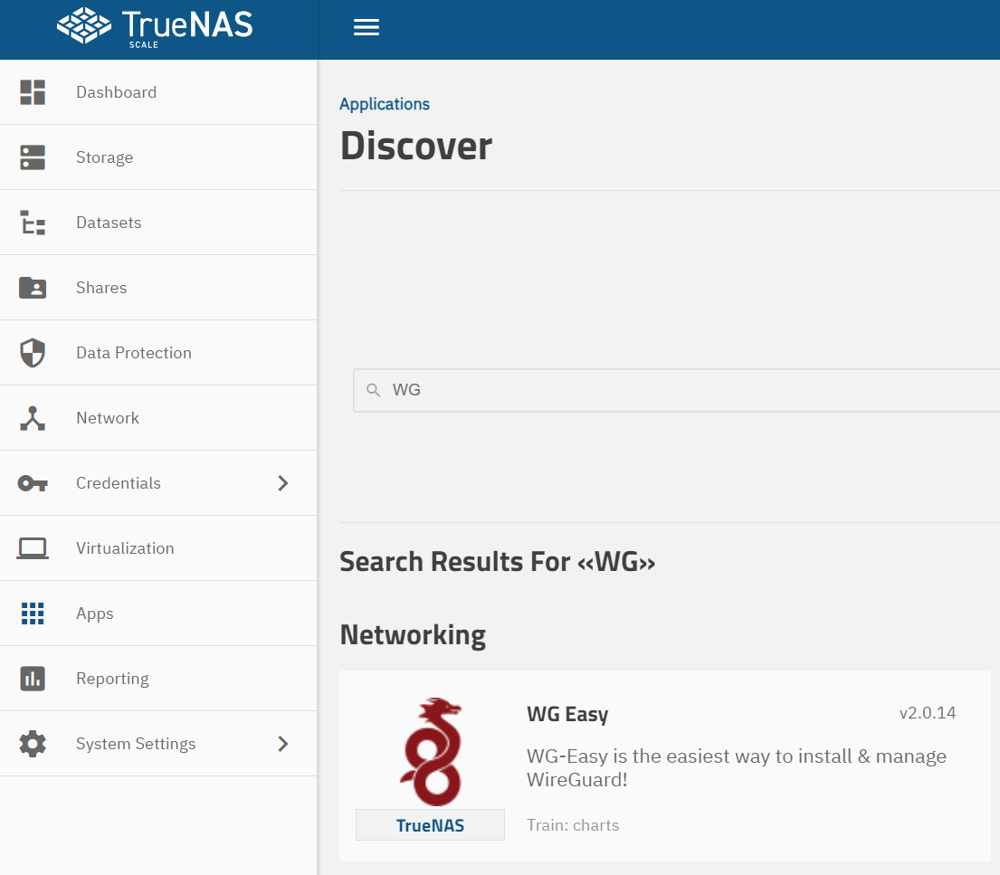 TrueNAS
SCALE
Dashboard
Storage
Datasets
Shares
Data Protection
Network
Credentials
Virtualization
Apps
Reporting
System Settings
Applications
Discover
WG
Search Results For «WG»
Networking
WG Easy
v2.0.14
WG-Easy is the easiest way to install & manage
WireGuard!
TrueNAS
Train: charts